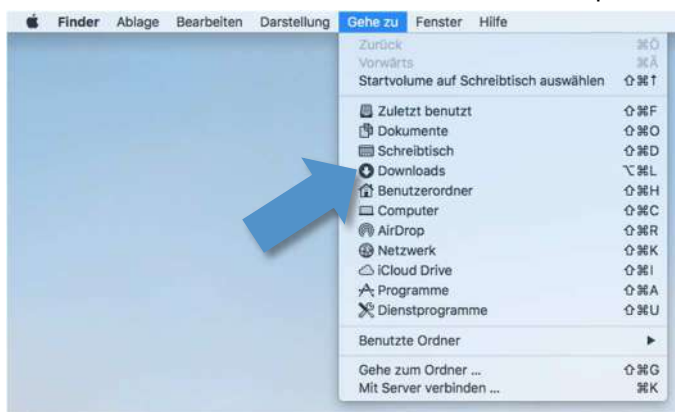 Finder Ablage Bearbeiten Darstellung Gehe zu Fenster Hilfe
Zurück ⌘Ö
Vorwärts ⌘Ä
Startvolume auf Schreibtisch auswählen ⇧⌘↑
Zuletzt benutzt ⇧⌘F
Dokumente ⇧⌘O
Schreibtisch ⇧⌘D
Downloads ⌥⌘L
Benutzerordner ⇧⌘H
Computer ⇧⌘C
AirDrop ⇧⌘R
Netzwerk ⇧⌘K
iCloud Drive ⇧⌘I
Programme ⇧⌘A
Dienstprogramme ⇧⌘U
Benutzte Ordner ▶
Gehe zum Ordner ... ⇧⌘G
Mit Server verbinden ... ⌘K